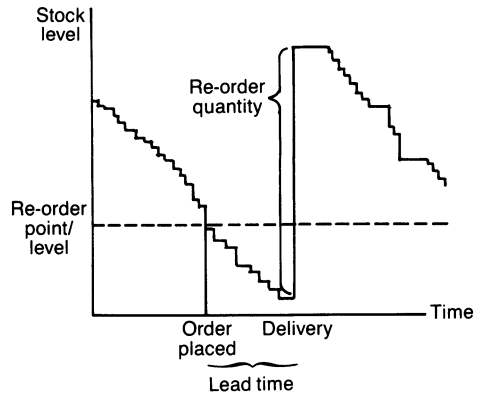 Stock
level
Re-order
quantity
Re-order
point/
level
Time
Order
placed
Delivery
Lead time